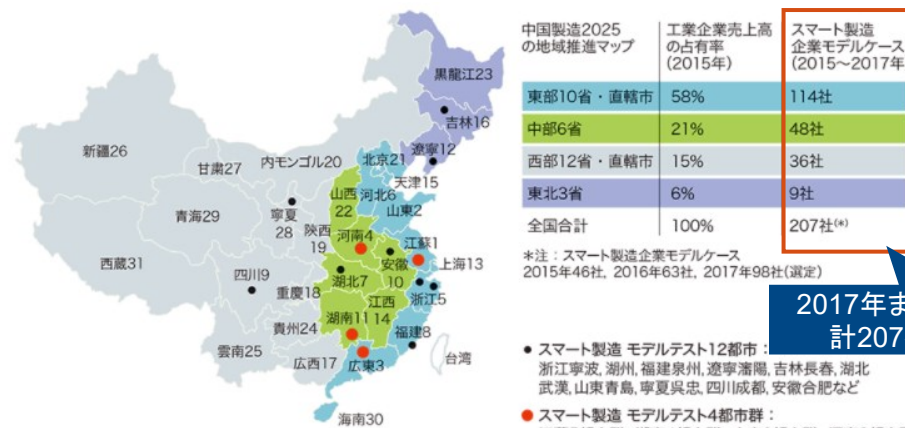 黒龍江23
吉林16
遼寧12
新疆26
甘粛27
内モンゴル20
北京21
天津15
河北6
山西
22
山東2
青海29
寧夏
28
陝西
19
河南4
江蘇1
西蔵31
四川9
湖北7
安徽
10
上海13
重慶18
浙江5
湖南11
江西
14
貴州24
福建8
雲南25
広西17
広東3
台湾
海南30
中国製造2025
の地域推進マップ
工業企業売上高
の占有率
(2015年)
スマート製造
企業モデルケース
(2015~2017年
東部10省・直轄市 58% 114社
中部6省 21% 48社
西部12省・直轄市 15% 36社
東北3省 6% 9社
全国合計 100% 207社(*)
*注:スマート製造企業モデルケース
2015年46社, 2016年63社, 2017年98社(選定)
2017年ま
計207
● スマート製造 モデルテスト12都市:
浙江寧波, 湖州, 福建泉州, 遼寧瀋陽, 吉林長春, 湖北
武漢, 山東青島, 寧夏呉忠, 四川成都, 安徽合肥など
● スマート製造 モデルテスト4都市群: